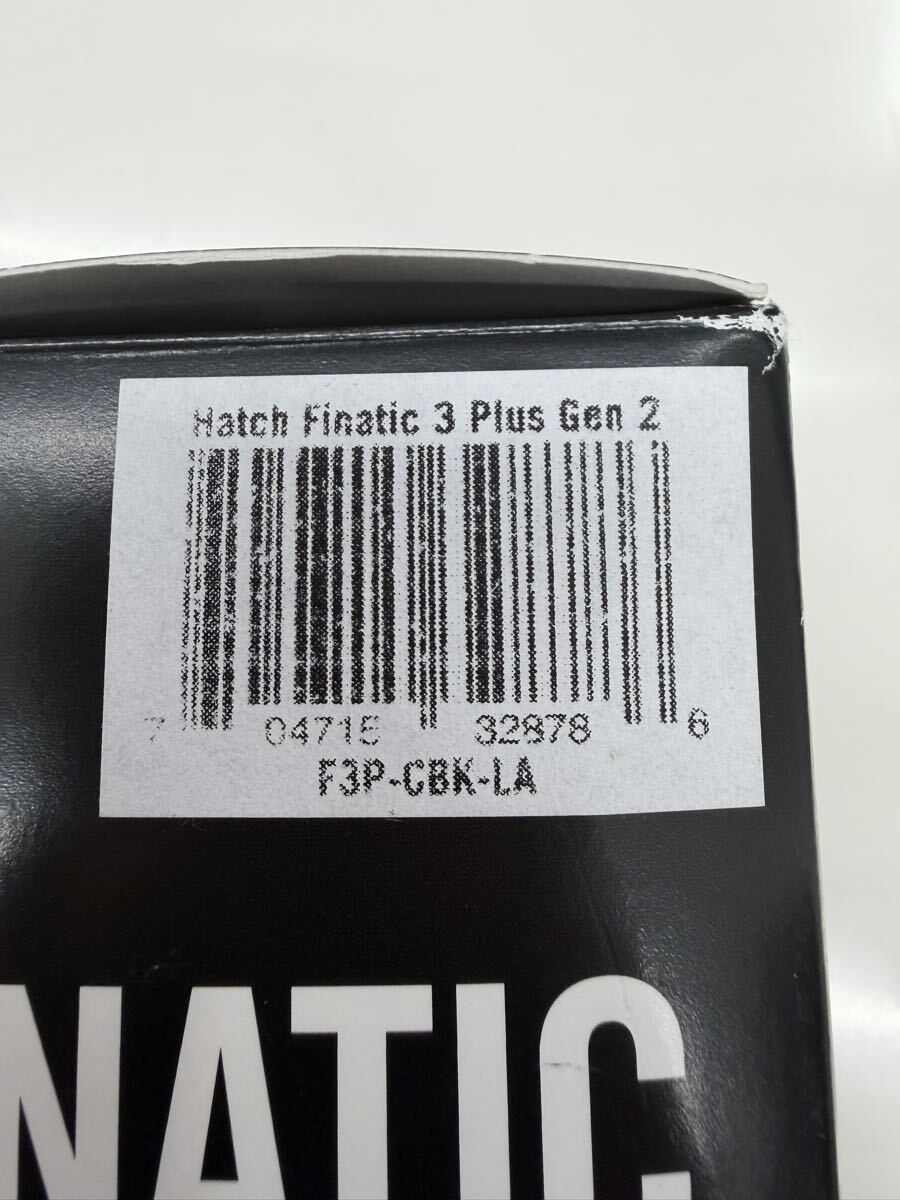 Hatch Finatic 3 Plus Gen 2
7 04715 32878 6
F3P-CBK-LA
NATIC